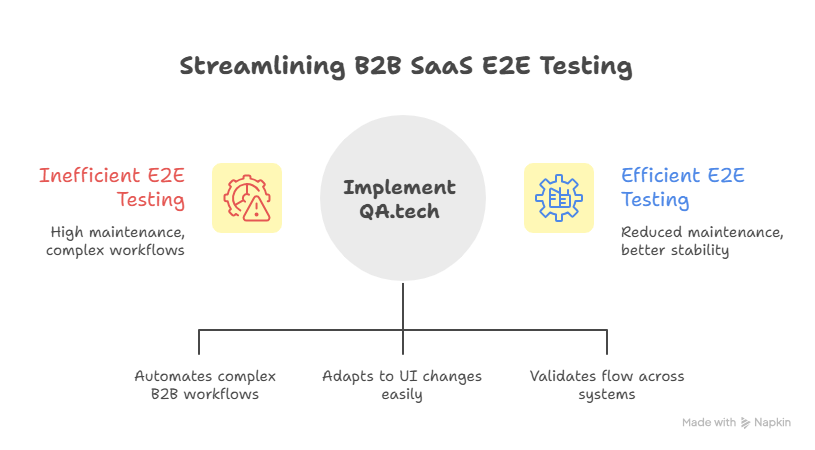 Streamlining B2B SaaS E2E Testing
Inefficient E2E
Testing
High maintenance,
complex workflows
Implement
QA.tech
Efficient E2E
Testing
Reduced maintenance,
better stability
Automates complex
B2B workflows
Adapts to UI changes
easily
Validates flow across
systems
Made with Napkin